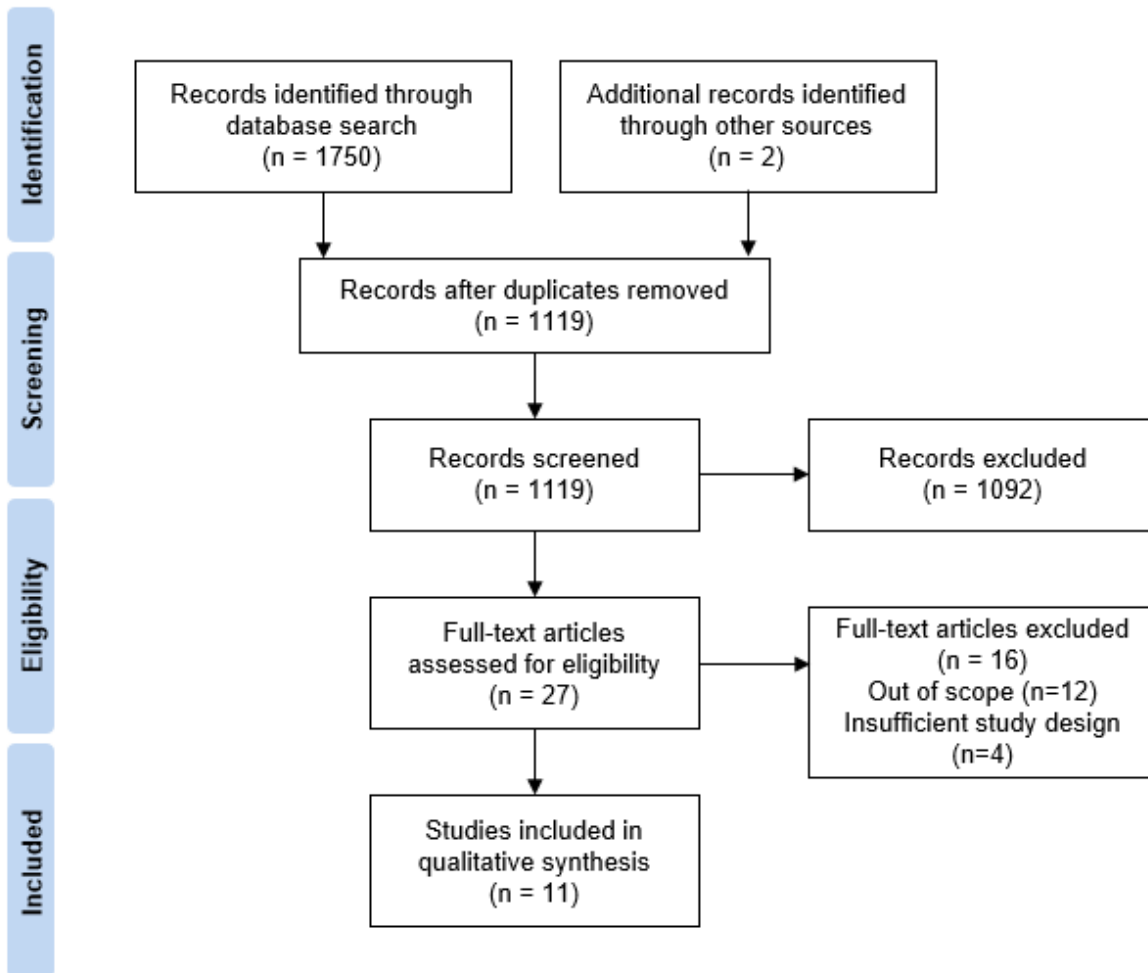 Identification
Records identified through
database search
(n = 1750)
Additional records identified
through other sources
(n = 2)
Screening
Records after duplicates removed
(n = 1119)
Records screened
(n = 1119)
Records excluded
(n = 1092)
Eligibility
Full-text articles
assessed for eligibility
(n = 27)
Full-text articles excluded
(n = 16)
Out of scope (n=12)
Insufficient study design
(n=4)
Included
Studies included in
qualitative synthesis
(n = 11)